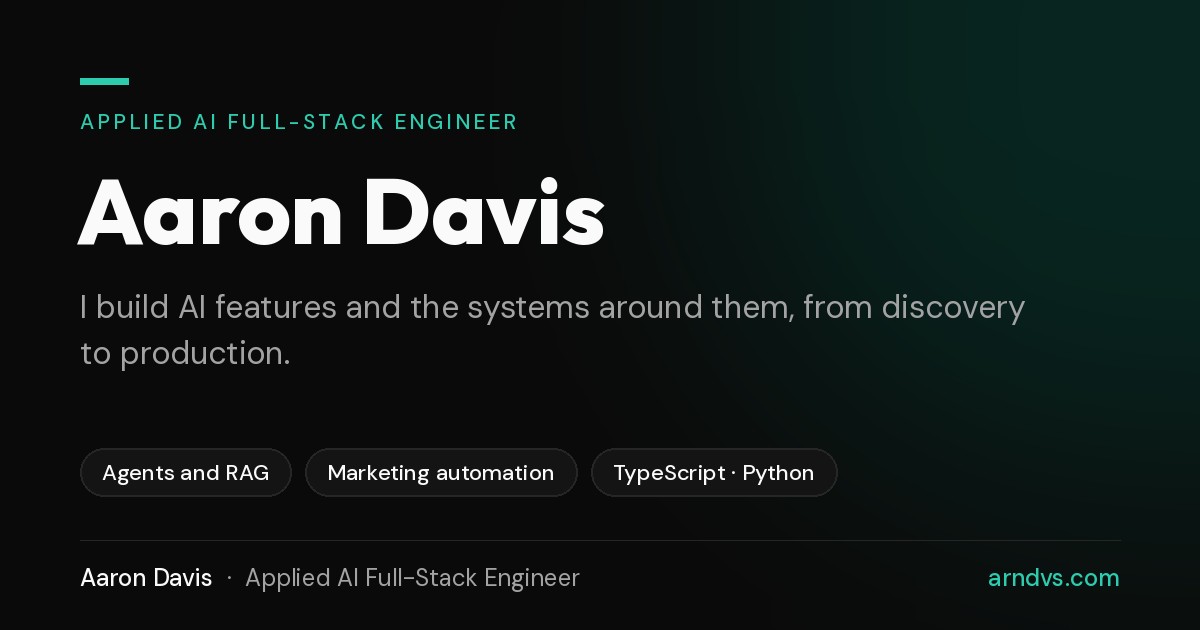 APPLIED AI FULL-STACK ENGINEER
Aaron Davis
I build AI features and the systems around them, from discovery
to production.
Agents and RAG
Marketing automation
TypeScript · Python
Aaron Davis · Applied AI Full-Stack Engineer
arndvs.com